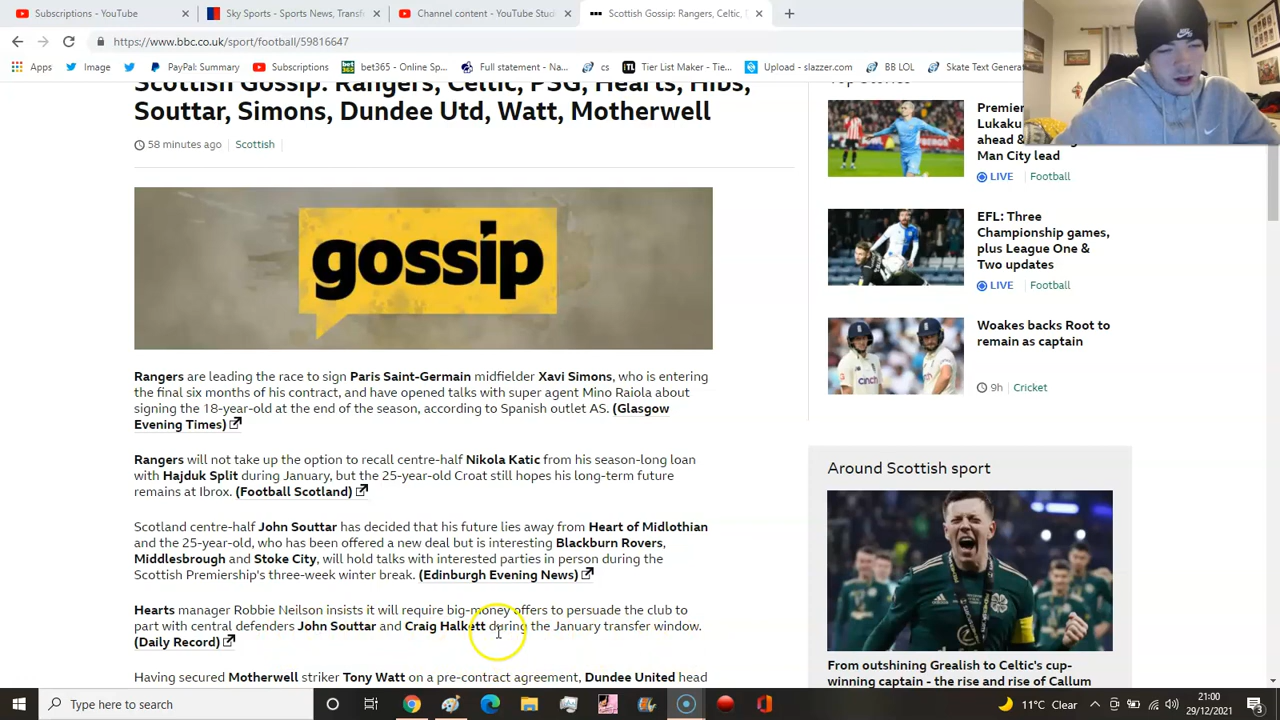 Subscriptions - YouTube
Sky Sports - Sports News, Transf
Channel content - YouTube Stud
Scottish Gossip: Rangers, Celtic,
https://www.bbc.co.uk/sport/football/59816647
Apps
Image
PayPal: Summary
Subscriptions
bet365 - Online Sp...
Full statement - Na...
cs
Tier List Maker - Tie...
Upload - slazzer.com
BB LOL
Skate Text Genera
Scottish Gossip: Rangers, Celtic, PSG, Hearts, Hibs,
Souttar, Simons, Dundee Utd, Watt, Motherwell
58 minutes ago
Scottish
gossip
Rangers are leading the race to sign Paris Saint-Germain midfielder Xavi Simons, who is entering
the final six months of his contract, and have opened talks with super agent Mino Raiola about
signing the 18-year-old at the end of the season, according to Spanish outlet AS. (Glasgow
Evening Times)
Rangers will not take up the option to recall centre-half Nikola Katic from his season-long loan
with Hajduk Split during January, but the 25-year-old Croat still hopes his long-term future
remains at Ibrox. (Football Scotland)
Scotland centre-half John Souttar has decided that his future lies away from Heart of Midlothian
and the 25-year-old, who has been offered a new deal but is interesting Blackburn Rovers,
Middlesbrough and Stoke City, will hold talks with interested parties in person during the
Scottish Premiership's three-week winter break. (Edinburgh Evening News)
Hearts manager Robbie Neilson insists it will require big-money offers to persuade the club to
part with central defenders John Souttar and Craig Halkett during the January transfer window.
(Daily Record)
Having secured Motherwell striker Tony Watt on a pre-contract agreement, Dundee United head
Top Stories
Premie
Lukaku
ahead &
Man City lead
LIVE
Football
EFL: Three
Championship games,
plus League One &
Two updates
LIVE
Football
Woakes backs Root to
remain as captain
9h
Cricket
Around Scottish sport
From outshining Grealish to Celtic's cup-
winning captain - the rise and rise of Callum
Type here to search
11°C Clear
21:00
29/12/2021